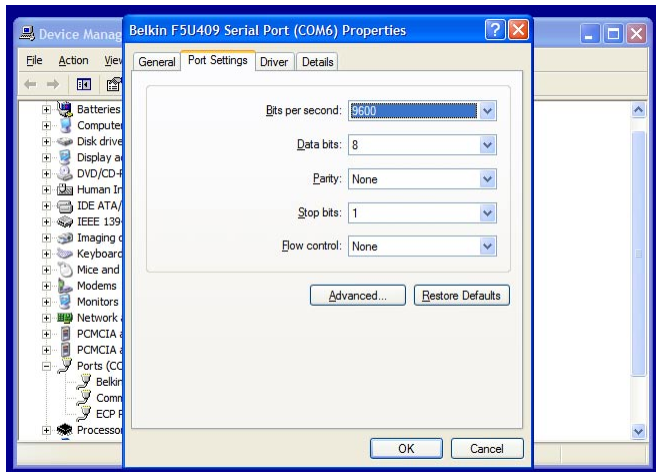 Device Manag
Belkin F5U409 Serial Port (COM6) Properties
File Action View
General Port Settings Driver Details
Bits per second: 9600
Data bits: 8
Parity: None
Stop bits: 1
Flow control: None
Advanced...
Restore Defaults
OK
Cancel
Batteries
Computer
Disk drive
Display a
DVD/CD-R
Human In
IDE ATA/
IEEE 139
Imaging d
Keyboard
Mice and
Modems
Monitors
Network a
PCMCIA a
PCMCIA a
Ports (CO
Belkin
Comm
ECP P
Processo